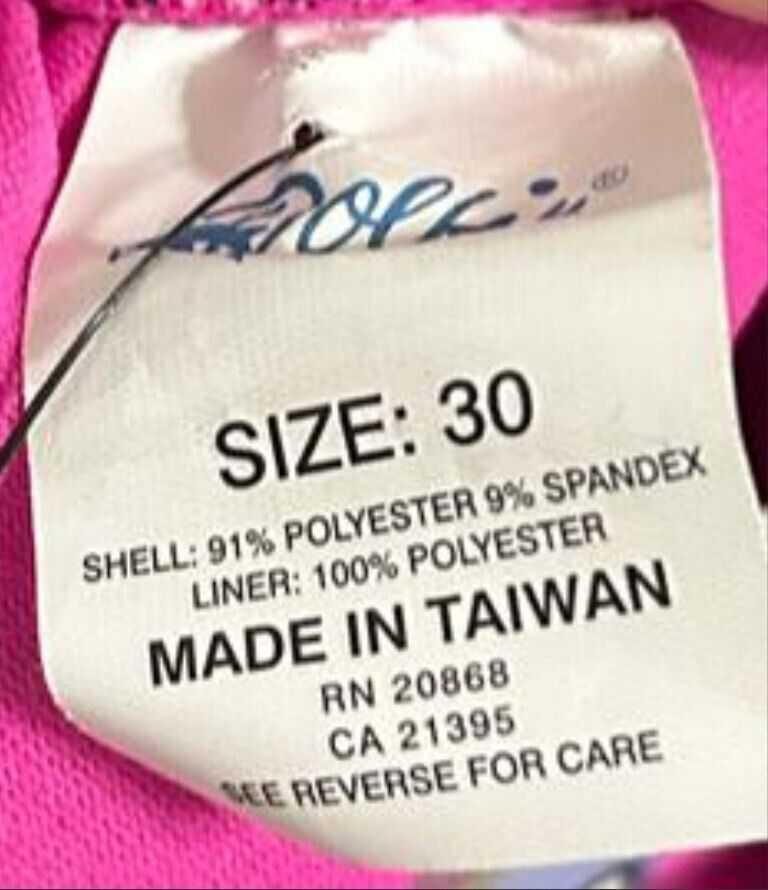 SIZE: 30
SHELL: 91% POLYESTER 9% SPANDEX
LINER: 100% POLYESTER
MADE IN TAIWAN
RN 20868
CA 21395
SEE REVERSE FOR CARE